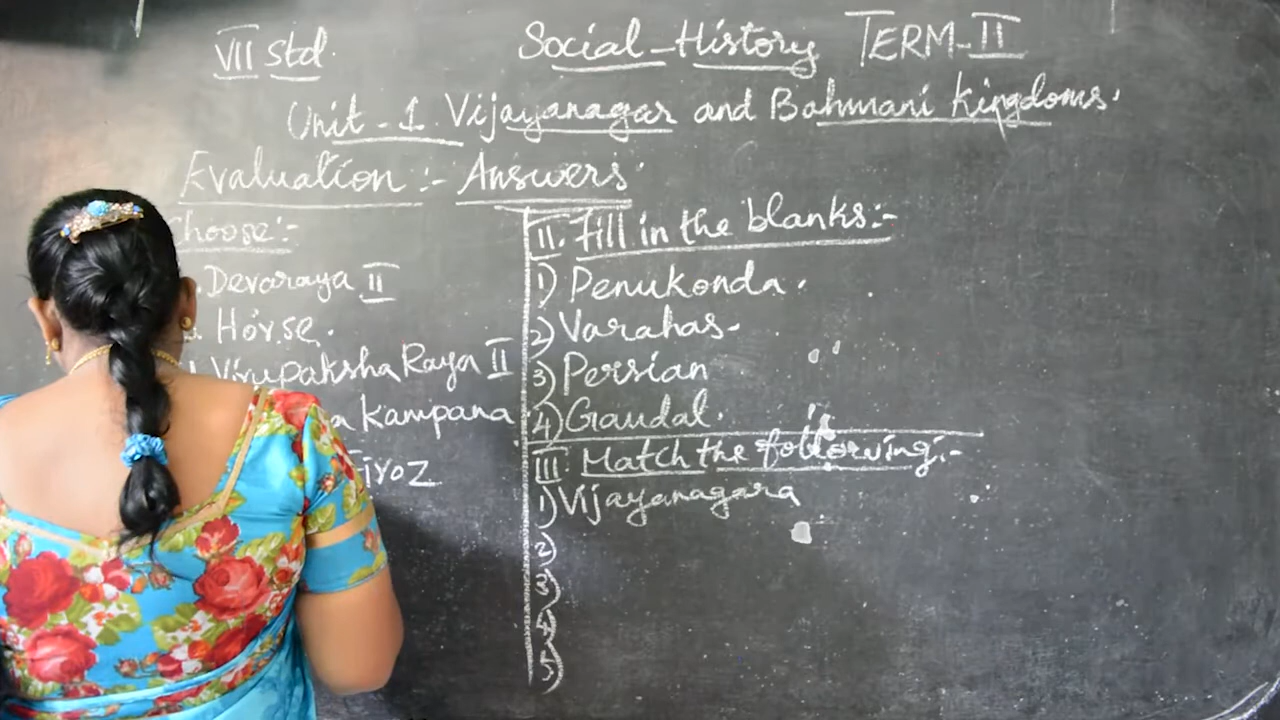 VII std.
Social-History TERM-II
Unit-1. Vijayanagar and Bahmani Kingdoms.
Evaluation:- Answers:
hoose:-
Devaraya II
Horse.
Virupaksha Raya II
a Kampana
Firoz
II. Fill in the blanks:-
1) Penukonda.
2) Varahas.
3) Persian
4) Gaudal.
III. Match the following:-
1) Vijayanagara
2)
3)
4)
5)